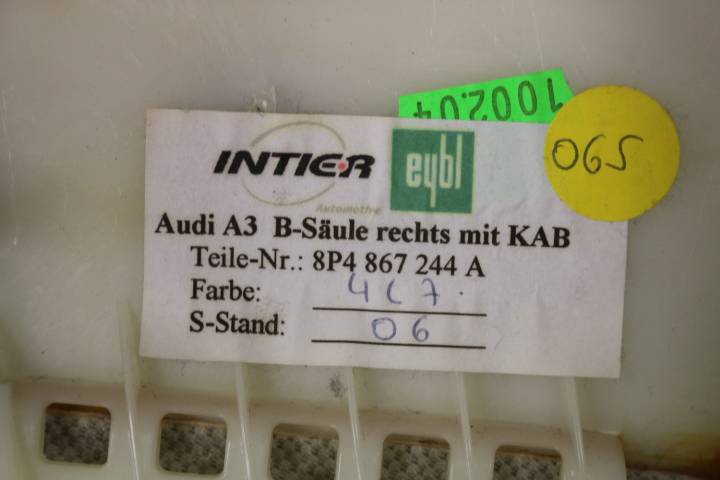 100204
INTIER
Automotive
eybl
065
Audi A3 B-Säule rechts mit KAB
Teile-Nr.: 8P4 867 244 A
Farbe: 4C7
S-Stand: 06